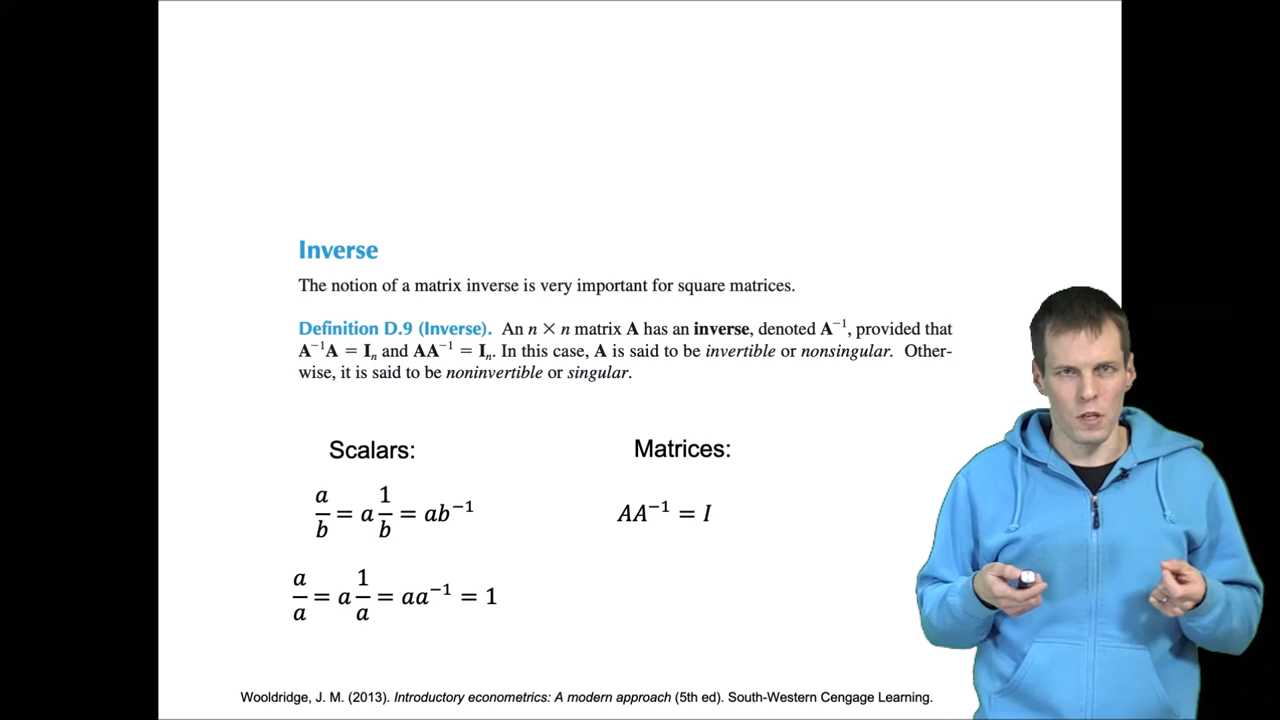 Inverse
The notion of a matrix inverse is very important for square matrices.
Definition D.9 (Inverse). An n × n matrix A has an inverse, denoted A⁻¹, provided that
A⁻¹A = Iₙ and AA⁻¹ = Iₙ. In this case, A is said to be invertible or nonsingular. Other-
wise, it is said to be noninvertible or singular.
Scalars:
a/b = a 1/b = ab⁻¹
a/a = a 1/a = aa⁻¹ = 1
Matrices:
AA⁻¹ = I
Wooldridge, J. M. (2013). Introductory econometrics: A modern approach (5th ed). South-Western Cengage Learning.